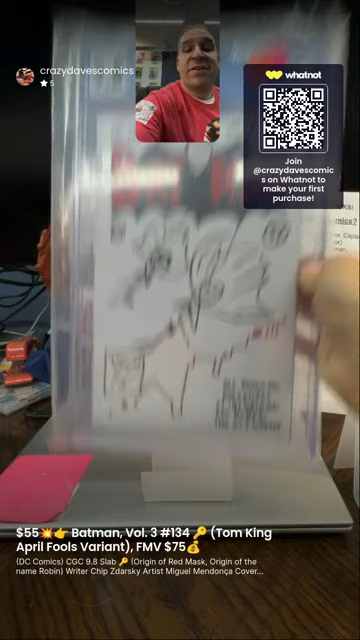 crazydavescomics
★ 5
whatnot
Join
@crazydavescomic
s on Whatnot to
make your first
purchase!
$55💥👉 Batman, Vol. 3 #134 🔑 (Tom King
April Fools Variant), FMV $75💰
(DC Comics) CGC 9.8 Slab 🔑 (Origin of Red Mask, Origin of the
name Robin) Writer Chip Zdarsky Artist Miguel Mendonça Cover...